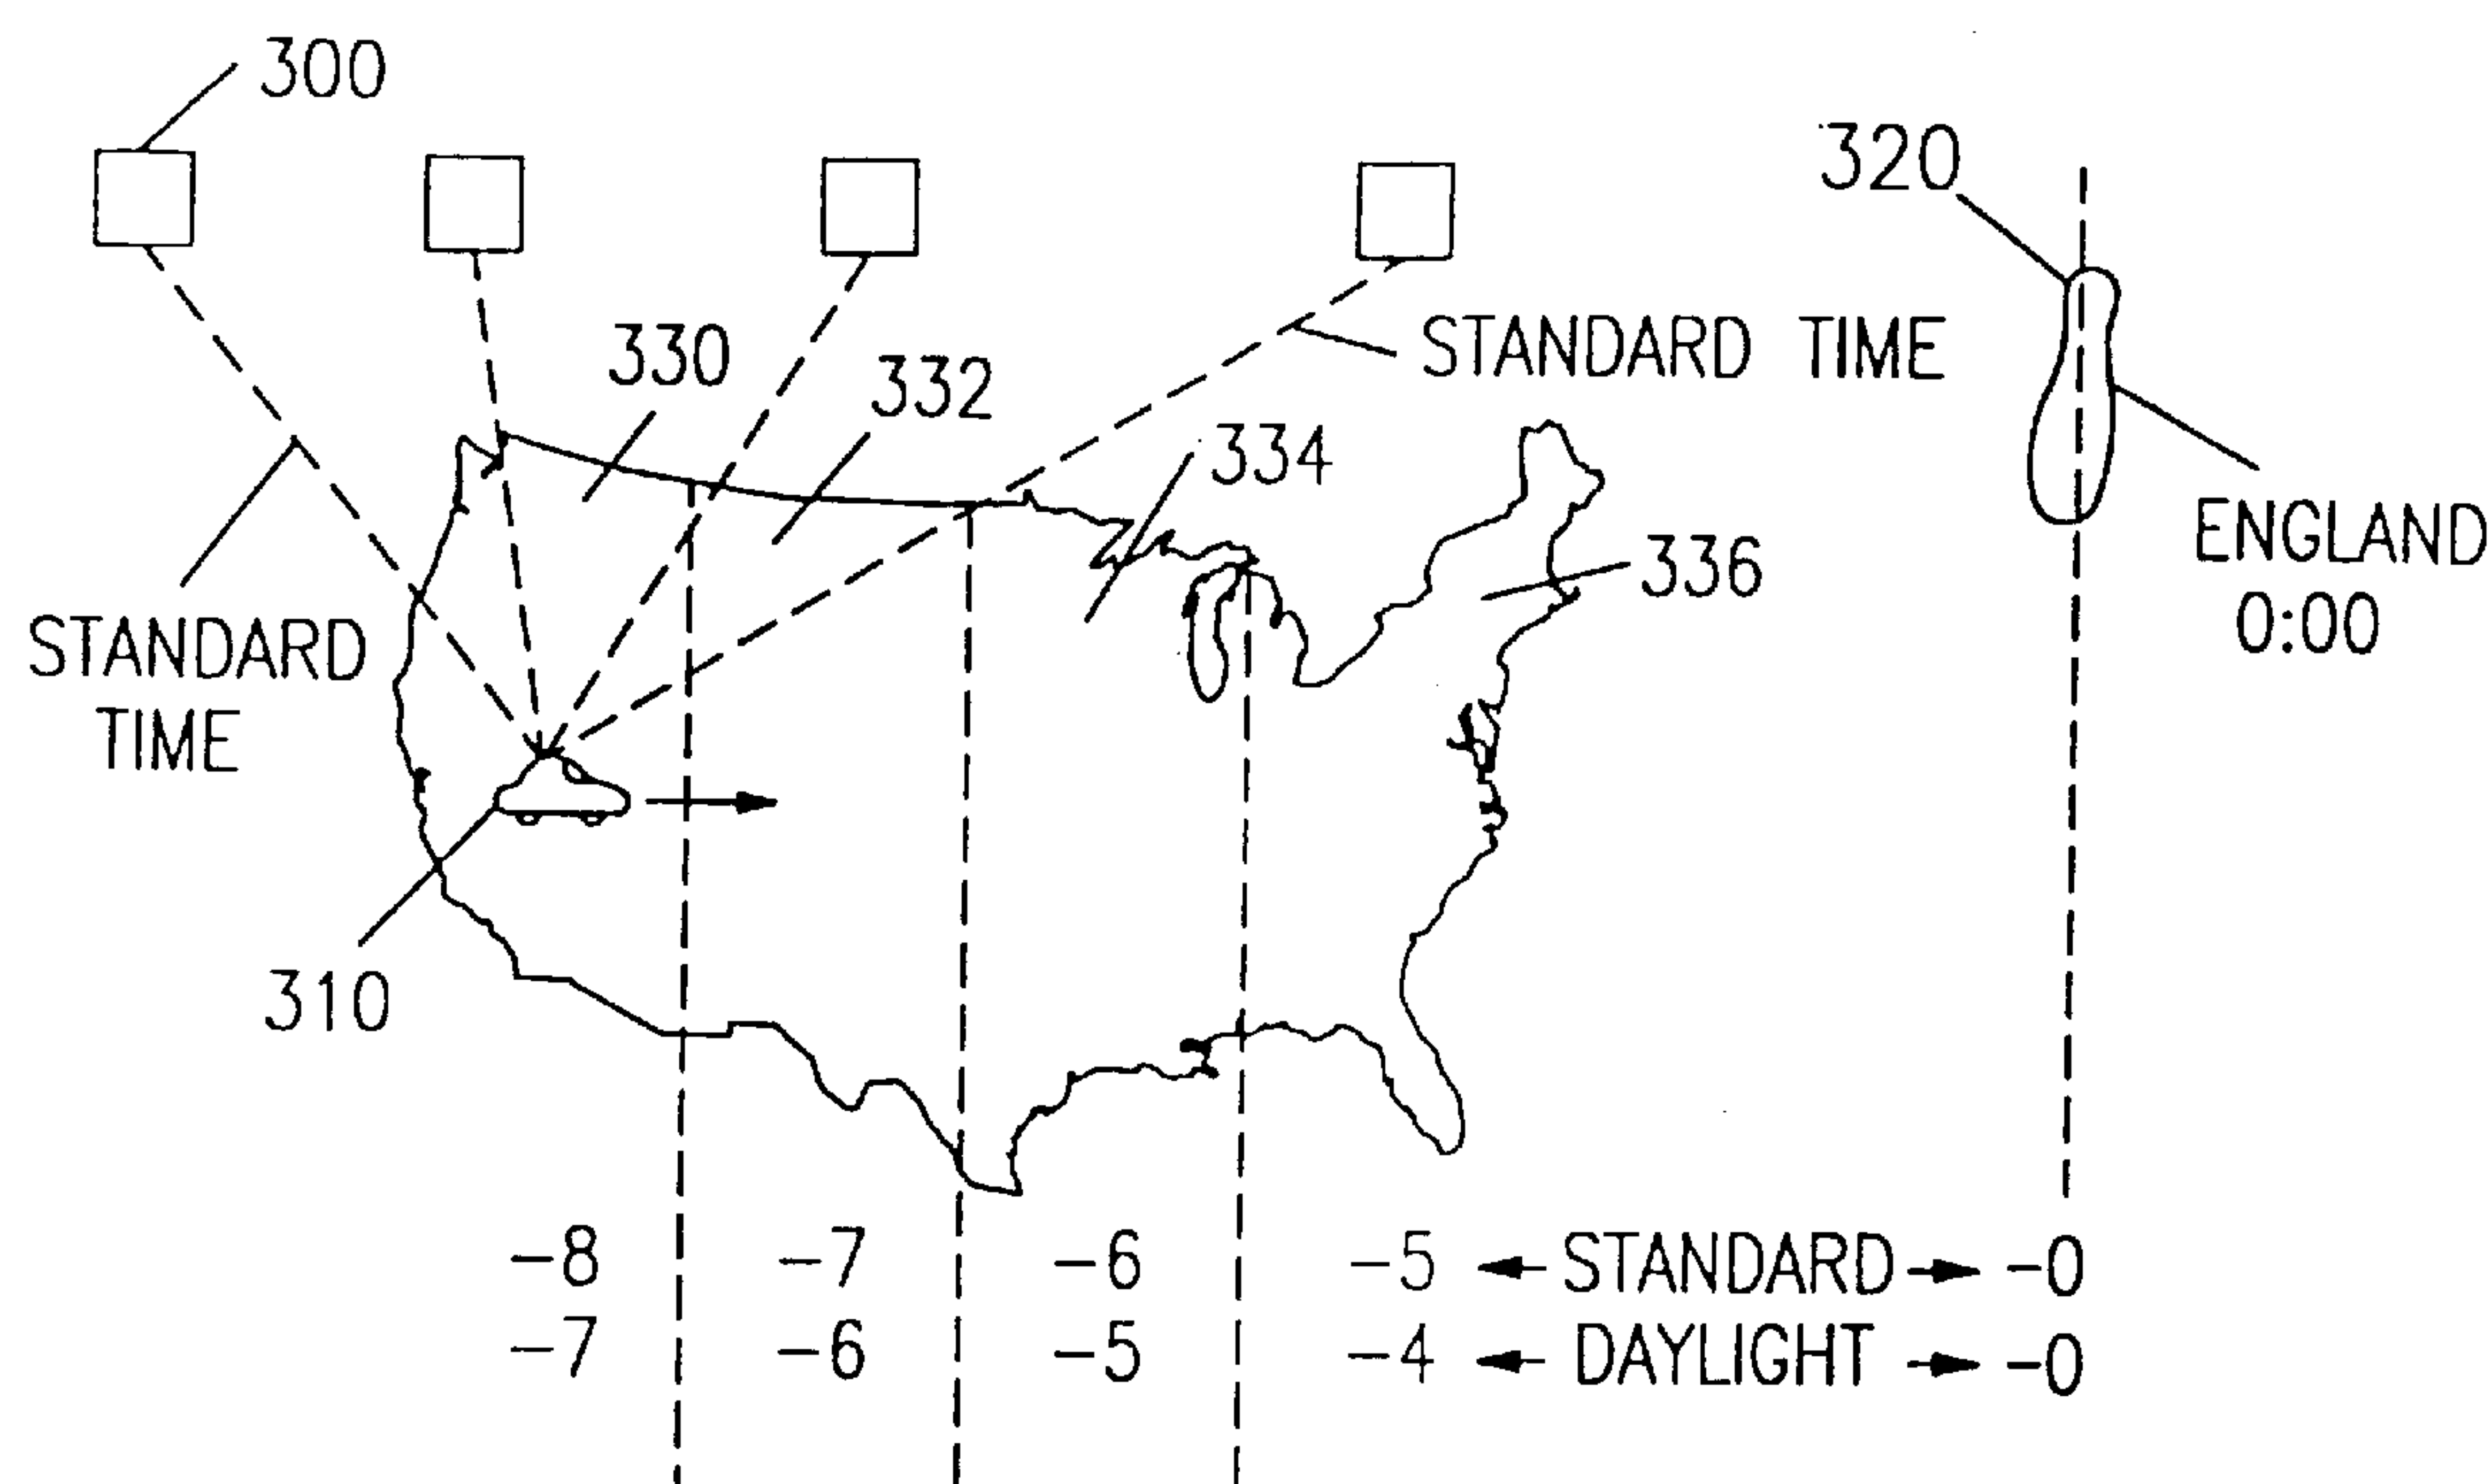 300
320
330
STANDARD TIME
332
334
ENGLAND
0:00
336
STANDARD
TIME
310
-8 -7 -6 -5 STANDARD -0
-7 -6 -5 -4 DAYLIGHT -0